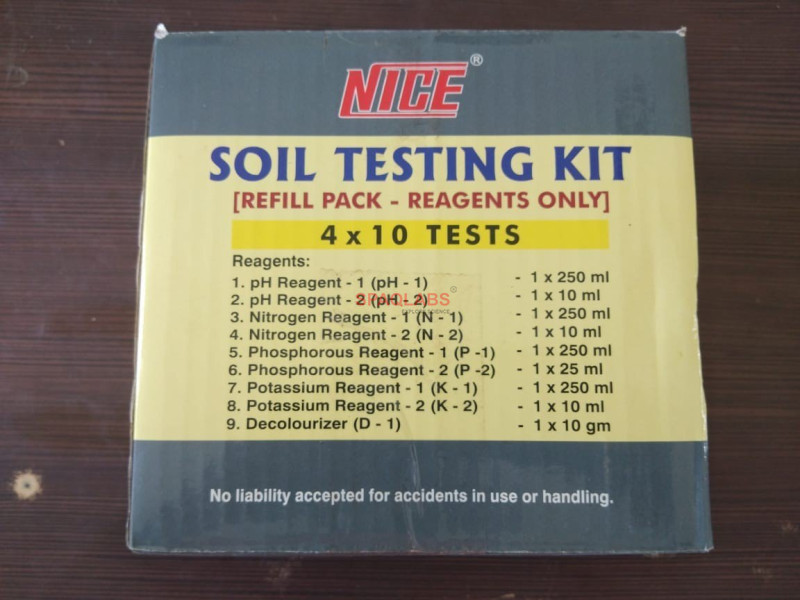 NICE®
SOIL TESTING KIT
[REFILL PACK - REAGENTS ONLY]
4 x 10 TESTS
Reagents:
1. pH Reagent - 1 (pH - 1) - 1 x 250 ml
2. pH Reagent - 2 (pH - 2) - 1 x 10 ml
SPAQLABS®
3. Nitrogen Reagent - 1 (N - 1) - 1 x 250 ml
4. Nitrogen Reagent - 2 (N - 2) - 1 x 10 ml
5. Phosphorous Reagent - 1 (P -1) - 1 x 250 ml
6. Phosphorous Reagent - 2 (P -2) - 1 x 25 ml
7. Potassium Reagent - 1 (K - 1) - 1 x 250 ml
8. Potassium Reagent - 2 (K - 2) - 1 x 10 ml
9. Decolourizer (D - 1) - 1 x 10 gm
No liability accepted for accidents in use or handling.